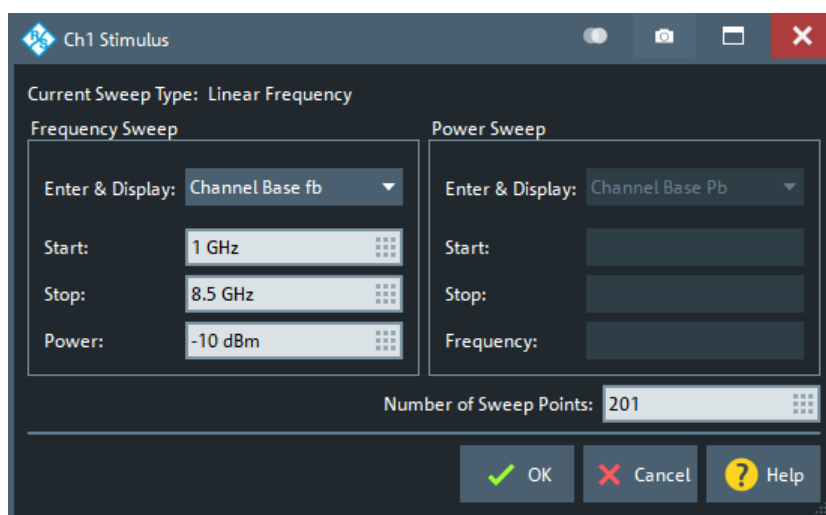 R/S Ch1 Stimulus
Current Sweep Type: Linear Frequency
Frequency Sweep
Enter & Display: Channel Base fb
Start: 1 GHz
Stop: 8.5 GHz
Power: -10 dBm
Power Sweep
Enter & Display: Channel Base Pb
Start:
Stop:
Frequency:
Number of Sweep Points: 201
OK Cancel ? Help